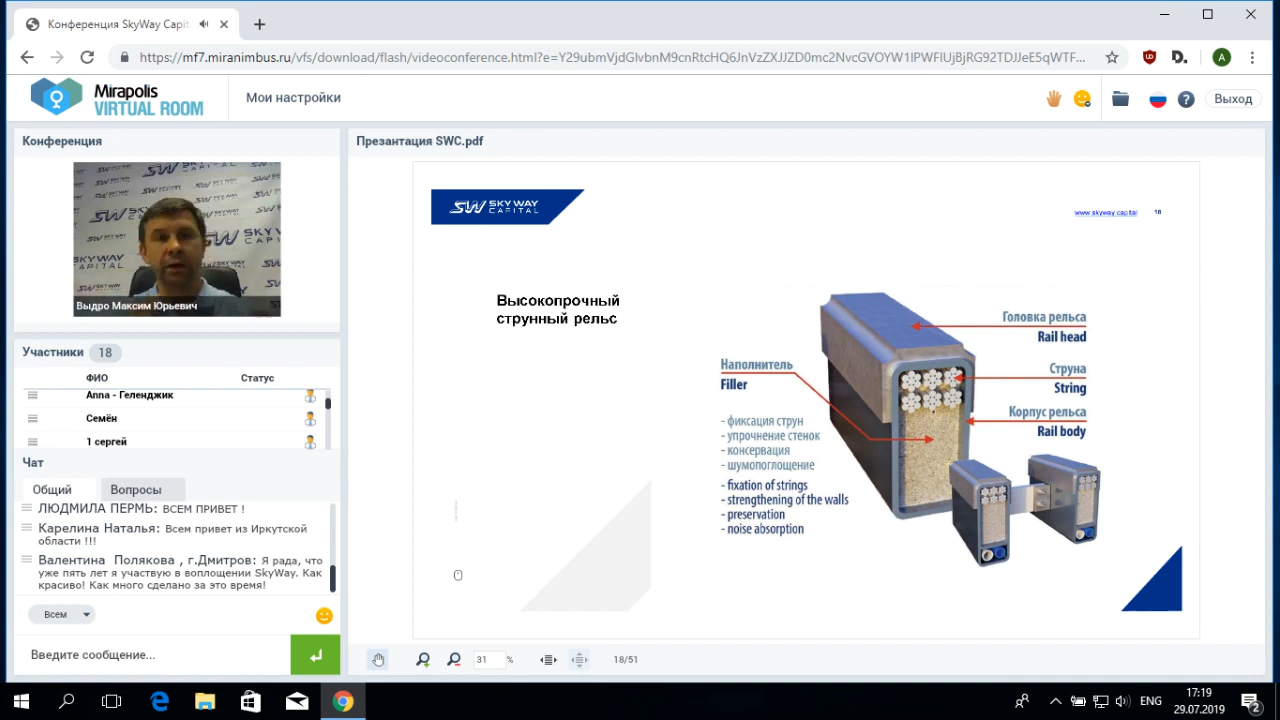 Конференция SkyWay Capit
https://mf7.miranimbus.ru/vfs/download/flash/videoconference.html?e=Y29ubmVjdGlvbnM9cnRtcHQ6JnVzZXJJZD0mc2NvcGVOYW1lPWFlUjBjRG92TDJJeE5qWTF...
Mirapolis
VIRTUAL ROOM
Мои настройки
Выход
Конференция
Выдро Максим Юрьевич
Участники 18
ФИО Статус
Anna - Геленджик
Семён
1 сергей
Чат
Общий Вопросы
ЛЮДМИЛА ПЕРМЬ: ВСЕМ ПРИВЕТ !
Карелина Наталья: Всем привет из Иркутской
области !!!
Валентина Полякова , г.Дмитров: Я рада, что
уже пять лет я участвую в воплощении SkyWay. Как
красиво! Как много сделано за это время!
Всем
Введите сообщение...
Презантация SWC.pdf
SW SKY WAY
CAPITAL
www.skyway.capital 18
Высокопрочный
струнный рельс
Головка рельса
Rail head
Наполнитель
Filler
Струна
String
Корпус рельса
Rail body
- фиксация струн
- упрочнение стенок
- консервация
- шумопоглощение
- fixation of strings
- strengthening of the walls
- preservation
- noise absorption
31 %
18/51
ENG
17:19
29.07.2019
2